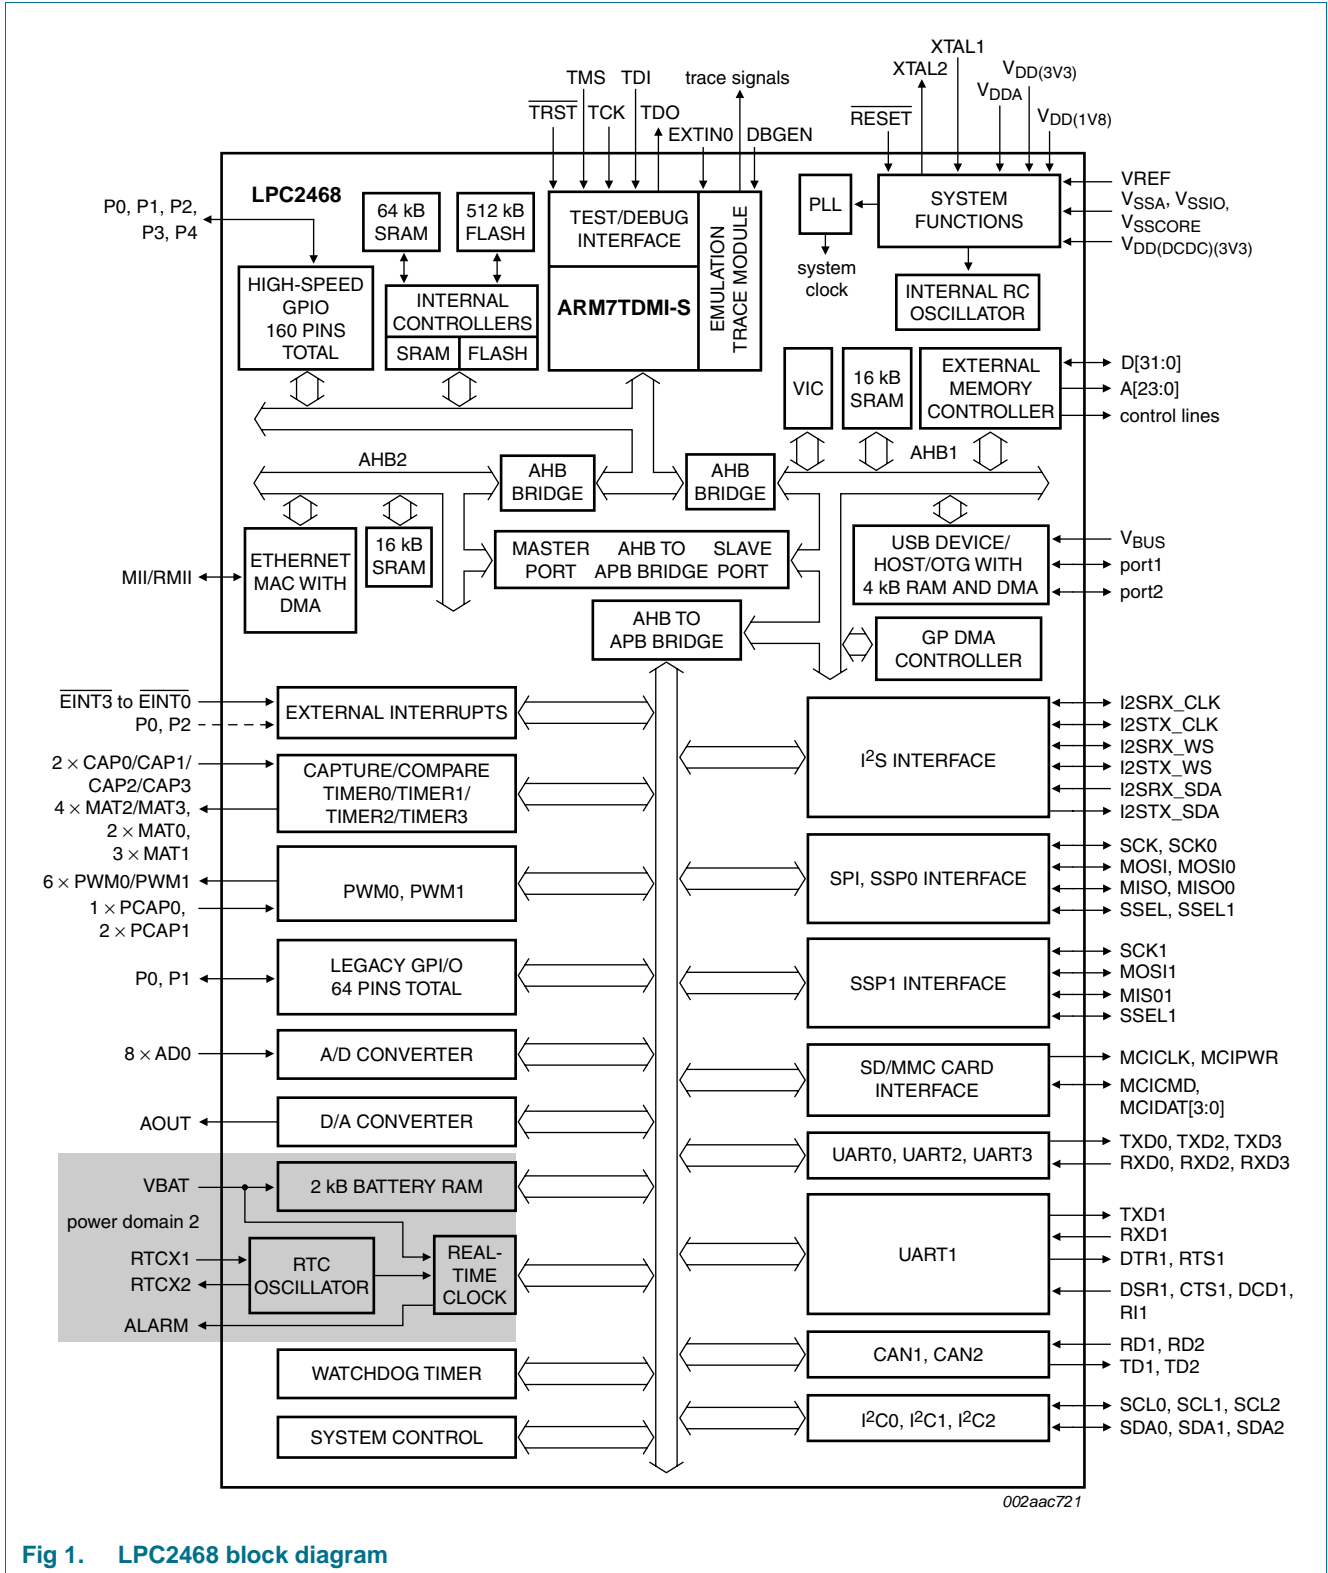 XTAL1
XTAL2
VDD(3V3)
TMS
TDI
trace signals
VDDA
TRST
TCK
TDO
RESET
VDD(1V8)
EXTIN0
DBGEN
LPC2468
P0, P1, P2,
P3, P4
64 kB
SRAM
512 kB
FLASH
TEST/DEBUG
INTERFACE
EMULATION
TRACE MODULE
PLL
SYSTEM
FUNCTIONS
VREF
VSSA, VSSIO,
VSSCORE
VDD(DCDC)(3V3)
system
clock
HIGH-SPEED
GPIO
160 PINS
TOTAL
INTERNAL
CONTROLLERS
SRAM
FLASH
ARM7TDMI-S
INTERNAL RC
OSCILLATOR
VIC
16 kB
SRAM
EXTERNAL
MEMORY
CONTROLLER
D[31:0]
A[23:0]
control lines
AHB2
AHB
BRIDGE
AHB
BRIDGE
AHB1
ETHERNET
MAC WITH
DMA
16 kB
SRAM
MASTER
PORT
AHB TO
APB BRIDGE
SLAVE
PORT
USB DEVICE/
HOST/OTG WITH
4 kB RAM AND DMA
VBUS
port1
port2
MII/RMII
AHB TO
APB BRIDGE
GP DMA
CONTROLLER
EINT3 to EINT0
P0, P2
EXTERNAL INTERRUPTS
I2S INTERFACE
I2SRX_CLK
I2STX_CLK
I2SRX_WS
I2STX_WS
I2SRX_SDA
I2STX_SDA
2 × CAP0/CAP1/
CAP2/CAP3
4 × MAT2/MAT3,
2 × MAT0,
3 × MAT1
CAPTURE/COMPARE
TIMER0/TIMER1/
TIMER2/TIMER3
6 × PWM0/PWM1
1 × PCAP0,
2 × PCAP1
PWM0, PWM1
SPI, SSP0 INTERFACE
SCK, SCK0
MOSI, MOSI0
MISO, MISO0
SSEL, SSEL1
P0, P1
LEGACY GPI/O
64 PINS TOTAL
SSP1 INTERFACE
SCK1
MOSI1
MIS01
SSEL1
8 × AD0
A/D CONVERTER
SD/MMC CARD
INTERFACE
MCICLK, MCIPWR
MCICMD,
MCIDAT[3:0]
AOUT
D/A CONVERTER
UART0, UART2, UART3
TXD0, TXD2, TXD3
RXD0, RXD2, RXD3
VBAT
2 kB BATTERY RAM
power domain 2
RTCX1
RTCX2
RTC
OSCILLATOR
REAL-
TIME
CLOCK
ALARM
UART1
TXD1
RXD1
DTR1, RTS1
DSR1, CTS1, DCD1,
RI1
WATCHDOG TIMER
CAN1, CAN2
RD1, RD2
TD1, TD2
SYSTEM CONTROL
I2C0, I2C1, I2C2
SCL0, SCL1, SCL2
SDA0, SDA1, SDA2
002aac721
Fig 1. LPC2468 block diagram